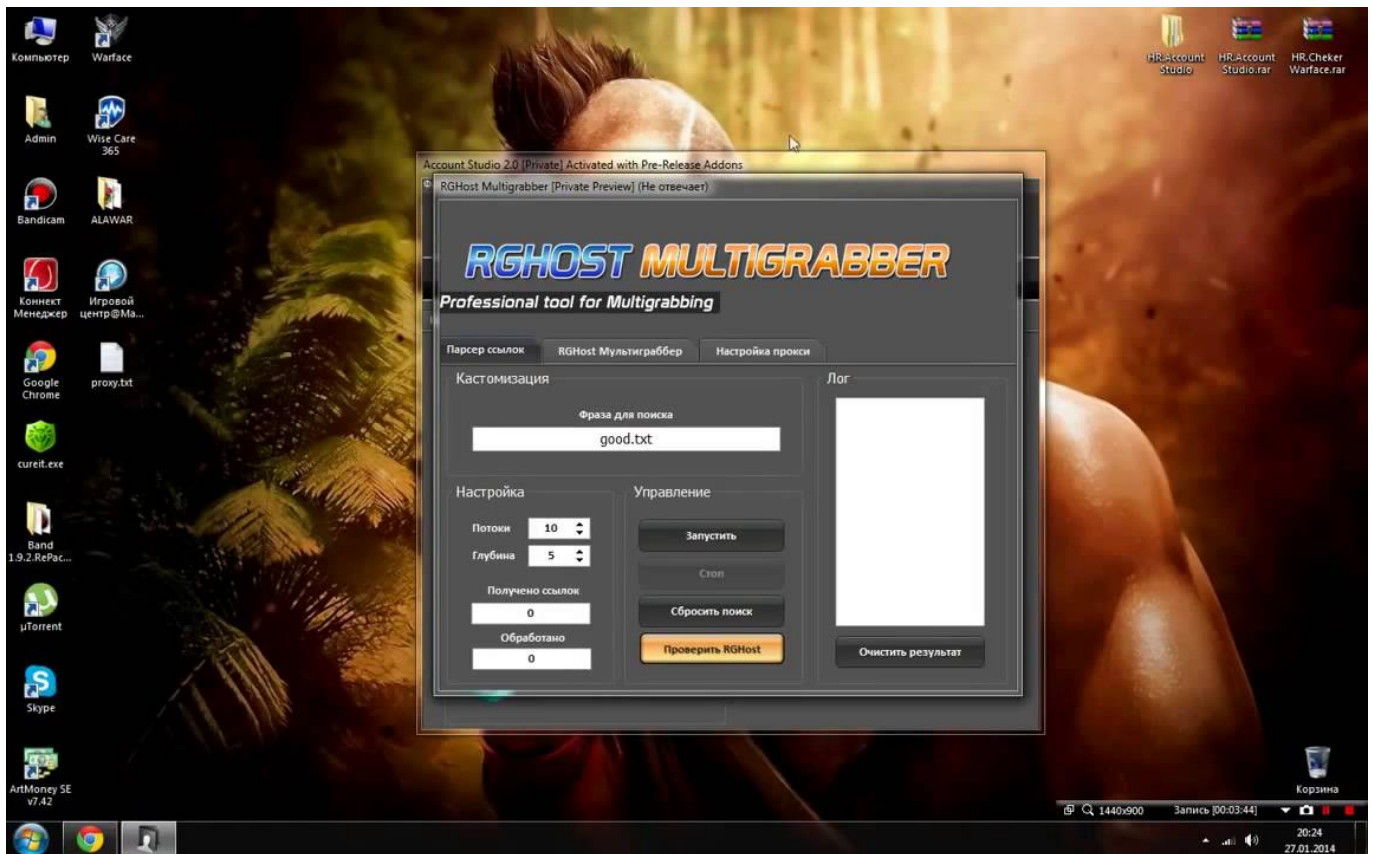 Компьютер
Warface
Admin
Wise Care
365
Bandicam
ALAWAR
Коннект
Менеджер
Игровой
центр@Ma...
Google
Chrome
proxy.txt
cureit.exe
Band
1.9.2.RePac...
µTorrent
Skype
ArtMoney SE
v7.42
HR.Account
Studio
HR.Account
Studio.rar
HR.Cheker
Warface.rar
Account Studio 2.0 [Private] Activated with Pre-Release Addons
RGHost Multigrabber [Private Preview] (Не отвечает)
RGHOST MULTIGRABBER
Professional tool for Multigrabbing
Парсер ссылок
RGHost Мультиграббер
Настройка прокси
Кастомизация
Фраза для поиска
good.txt
Лог
Настройка
Потоки 10
Глубина 5
Получено ссылок
0
Обработано
0
Управление
Запустить
Стоп
Сбросить поиск
Проверить RGHost
Очистить результат
Корзина
1440x900
Запись [00:03:44]
20:24
27.01.2014